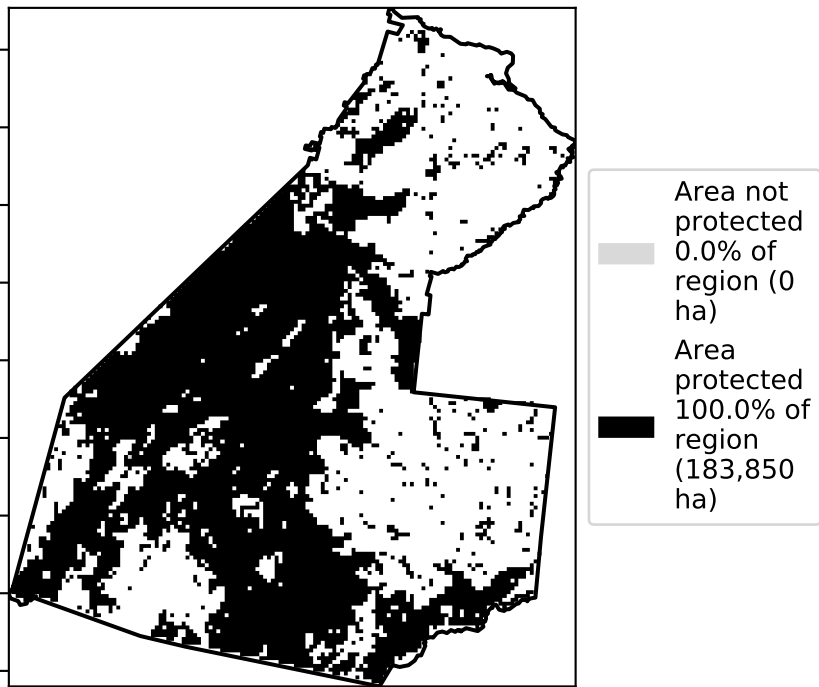 Area not
protected
0.0% of
region (0
ha)
Area
protected
100.0% of
region
(183,850
ha)